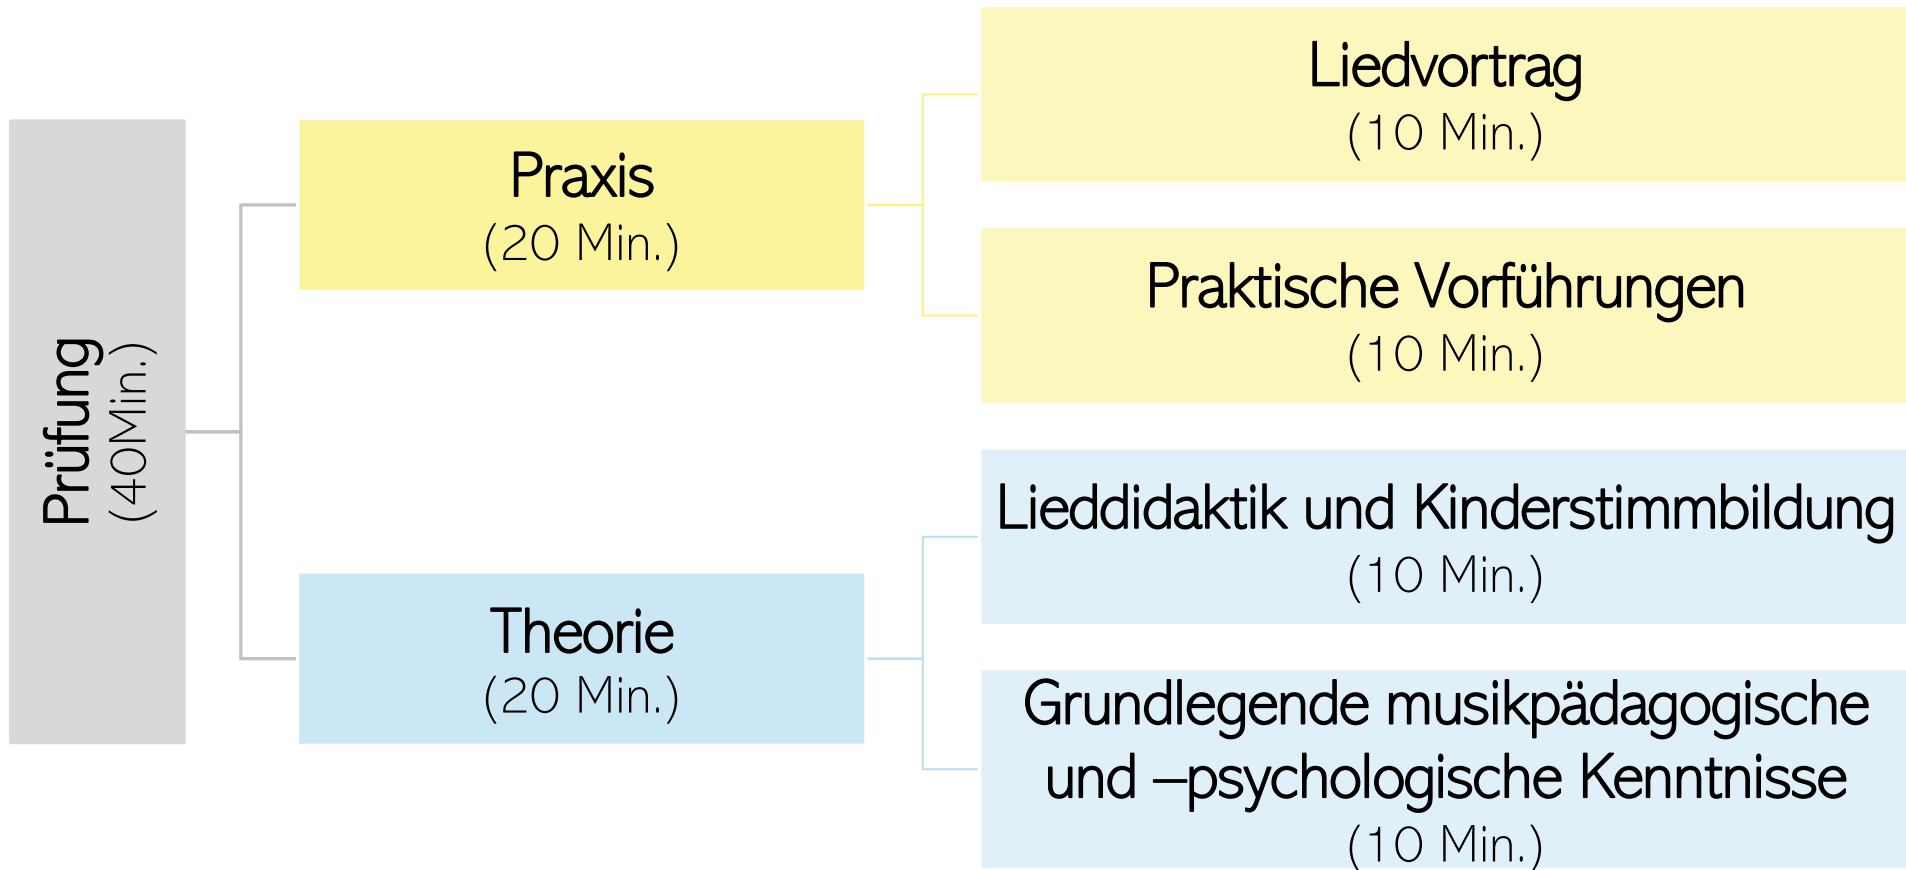 Prüfung
(40Min.)
Praxis
(20 Min.)
Liedvortrag
(10 Min.)
Praktische Vorführungen
(10 Min.)
Theorie
(20 Min.)
Lieddidaktik und Kinderstimmbildung
(10 Min.)
Grundlegende musikpädagogische
und –psychologische Kenntnisse
(10 Min.)